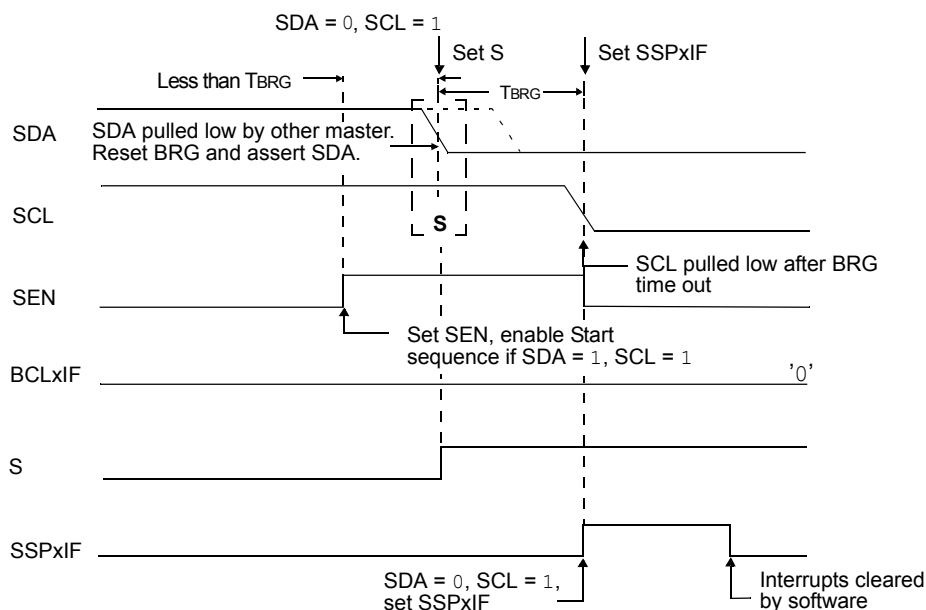 SDA = 0, SCL = 1
Set S
Set SSPxIF
Less than TBRG
TBRG
SDA
SDA pulled low by other master.
Reset BRG and assert SDA.
SCL
S
SCL pulled low after BRG
time out
SEN
Set SEN, enable Start
sequence if SDA = 1, SCL = 1
BCLxIF
'0'
S
SSPxIF
SDA = 0, SCL = 1,
set SSPxIF
Interrupts cleared
by software